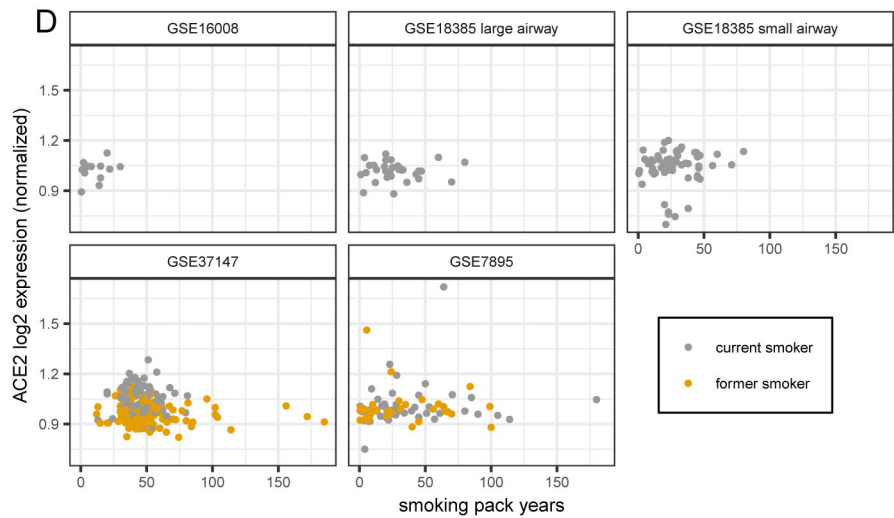 D
GSE16008
GSE18385 large airway
GSE18385 small airway
ACE2 log2 expression (normalized)
1.5
1.2
0.9
0 50 100 150
GSE37147
GSE7895
1.5
1.2
0.9
current smoker
former smoker
0 50 100 150
0 50 100 150
smoking pack years